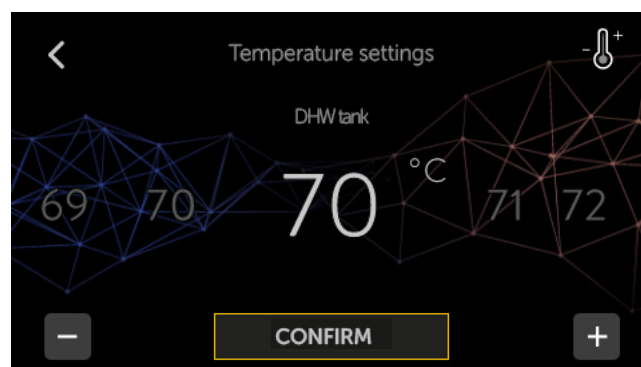 Temperature settings
- +
DHW tank
69 70 70 °C 71 72
− CONFIRM +